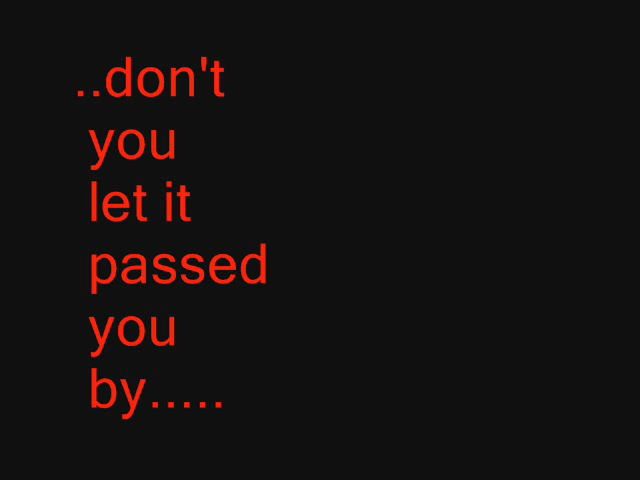 ..don't
you
let it
passed
you
by.....